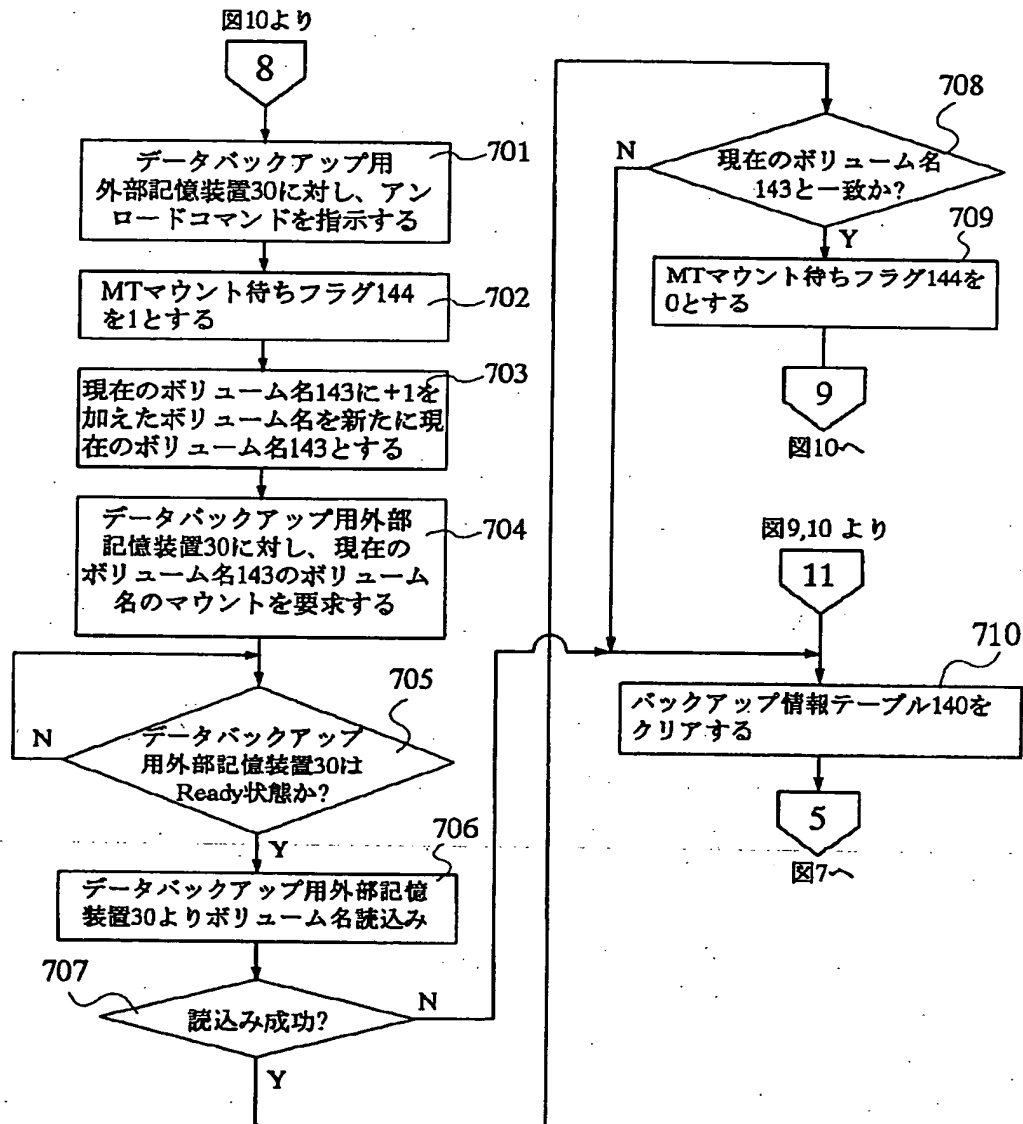 図10より
8
データバックアップ用
外部記憶装置30に対し、アン
ロードコマンドを指示する
701
MTマウント待ちフラグ144
を1とする
702
現在のボリューム名143に+1を
加えたボリューム名を新たに現
在のボリューム名143とする
703
データバックアップ用外部
記憶装置30に対し、現在の
ボリューム名143のボリューム
名のマウントを要求する
704
705
N
データバックアップ
用外部記憶装置30は
Ready状態か?
Y
706
データバックアップ用外部記憶
装置30よりボリューム名読込み
707
N
読込み成功?
Y
708
N
現在のボリューム名
143と一致か?
Y
709
MTマウント待ちフラグ144を
0とする
9
図10へ
図9,10 より
11
710
バックアップ情報テーブル140を
クリアする
5
図7へ